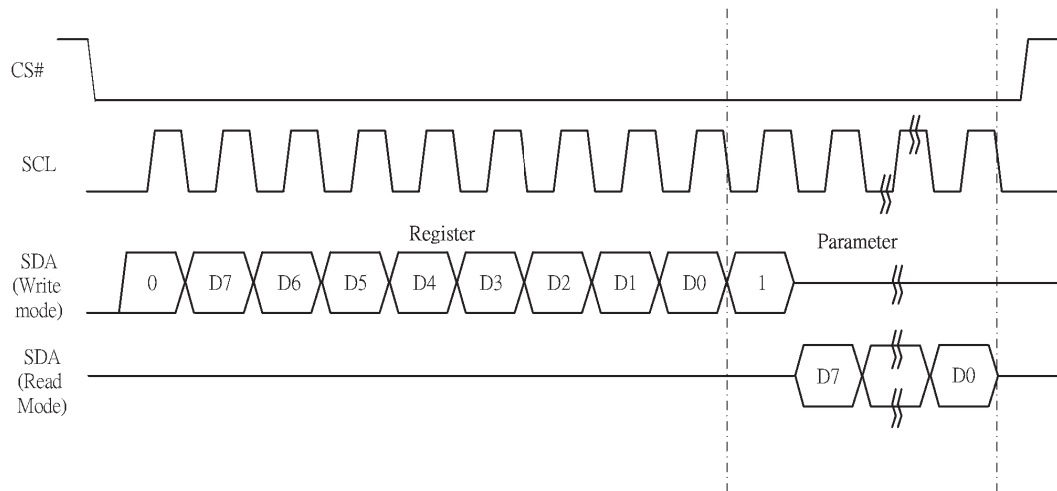 CS#
SCL
Register
Parameter
SDA
(Write
mode)
0 D7 D6 D5 D4 D3 D2 D1 D0 1
SDA
(Read
Mode)
D7 D0